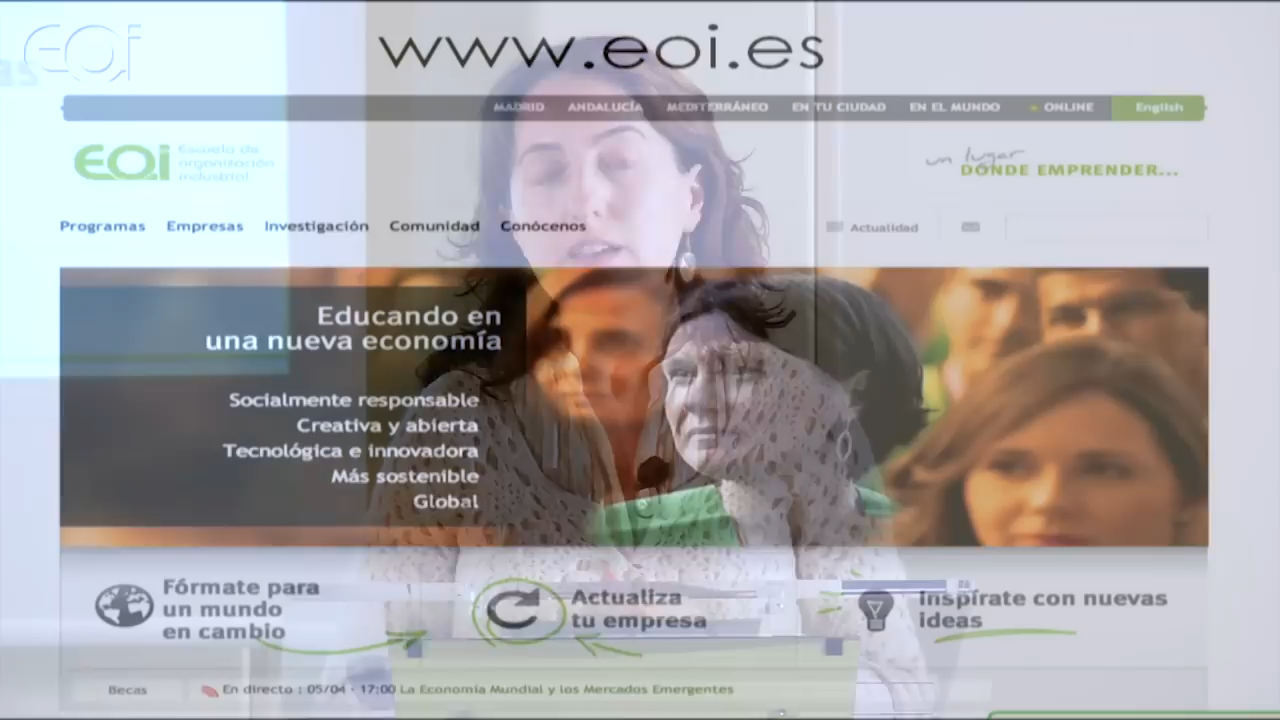 EOi
www.eoi.es
MADRID ANDALUCÍA MEDITERRÁNEO EN TU CIUDAD EN EL MUNDO ONLINE English
EOi Escuela de
organización
industrial
un lugar
DÓNDE EMPRENDER...
Programas Empresas Investigación Comunidad Conócenos Actualidad
Educando en
una nueva economía
Socialmente responsable
Creativa y abierta
Tecnológica e innovadora
Más sostenible
Global
Fórmate para
un mundo
en cambio
Actualiza
tu empresa
Inspírate con nuevas
ideas
Becas En directo : 05/04 - 17:00 La Economía Mundial y los Mercados Emergentes